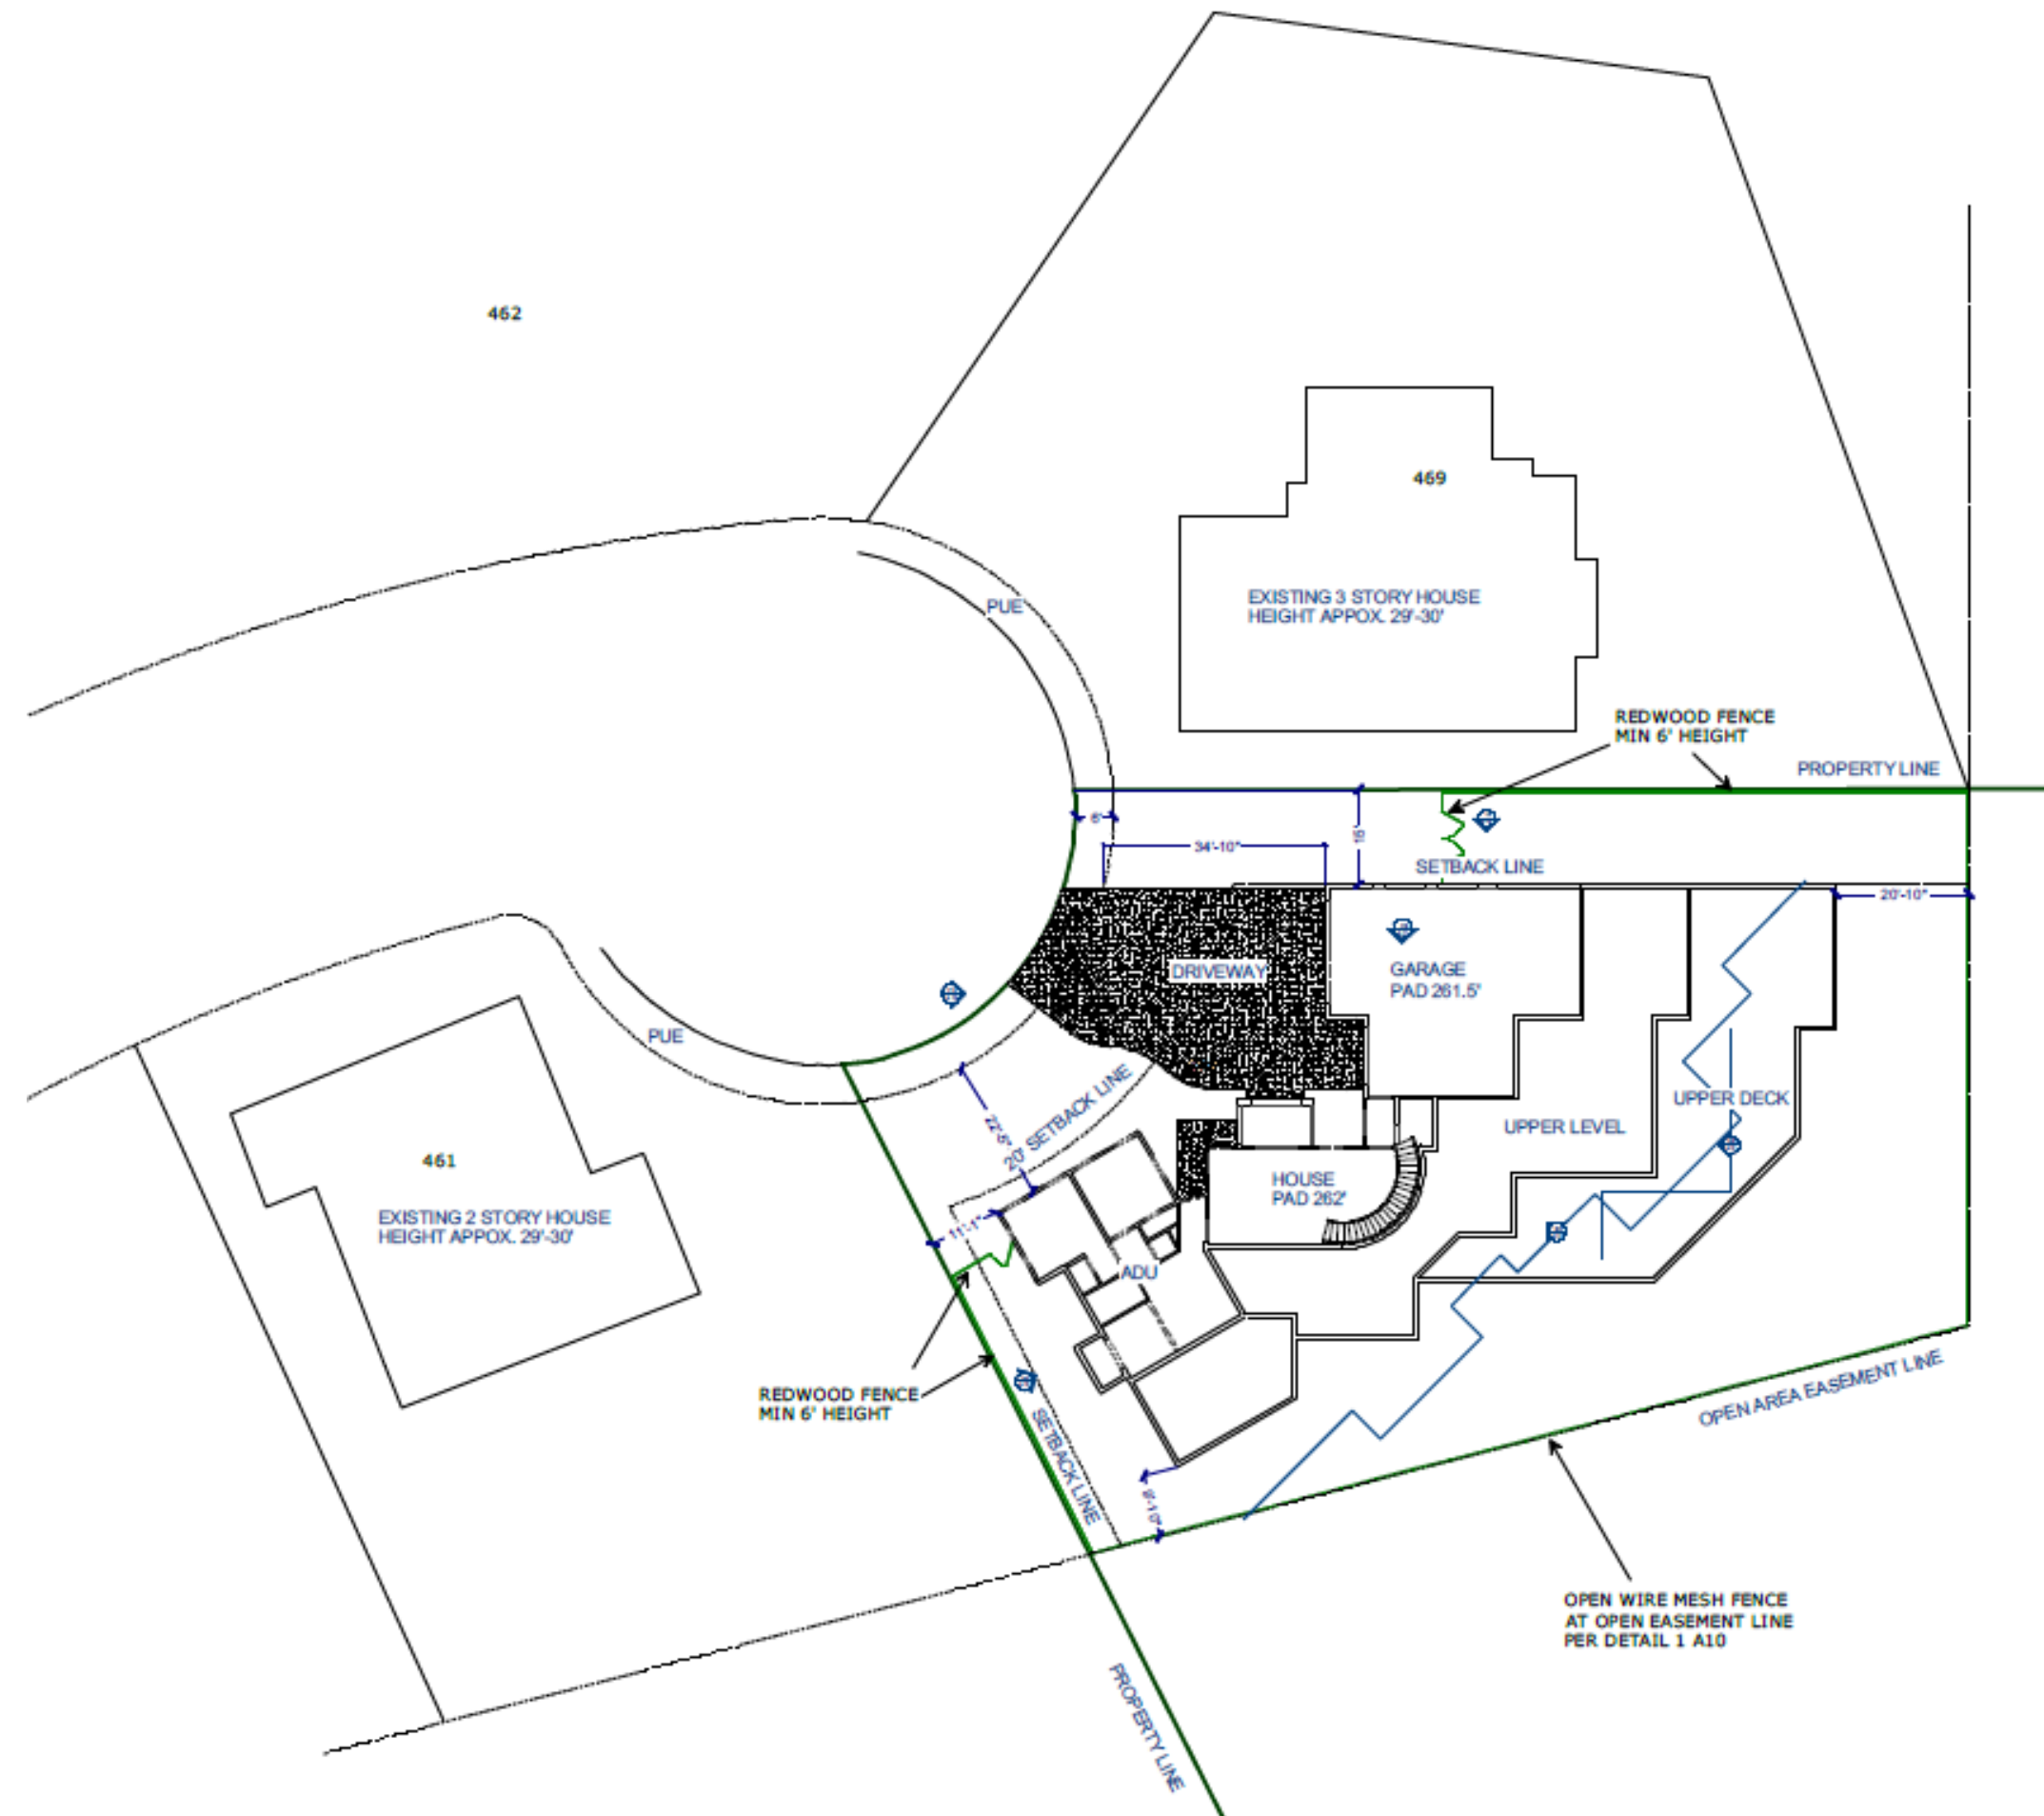 462
469
EXISTING 3 STORY HOUSE
HEIGHT APPOX. 29'-30'
PUE
REDWOOD FENCE
MIN 6' HEIGHT
PROPERTY LINE
6'
34'-10"
SETBACK LINE
20'-10"
DRIVEWAY
GARAGE
PAD 261.5'
PUE
22'-5"
20' SETBACK LINE
UPPER DECK
UPPER LEVEL
461
EXISTING 2 STORY HOUSE
HEIGHT APPOX. 29'-30'
HOUSE
PAD 262'
11'-1"
ADU
REDWOOD FENCE
MIN 6' HEIGHT
SETBACK LINE
OPEN AREA EASEMENT LINE
9'-10"
OPEN WIRE MESH FENCE
AT OPEN EASEMENT LINE
PER DETAIL 1 A10
PROPERTY LINE